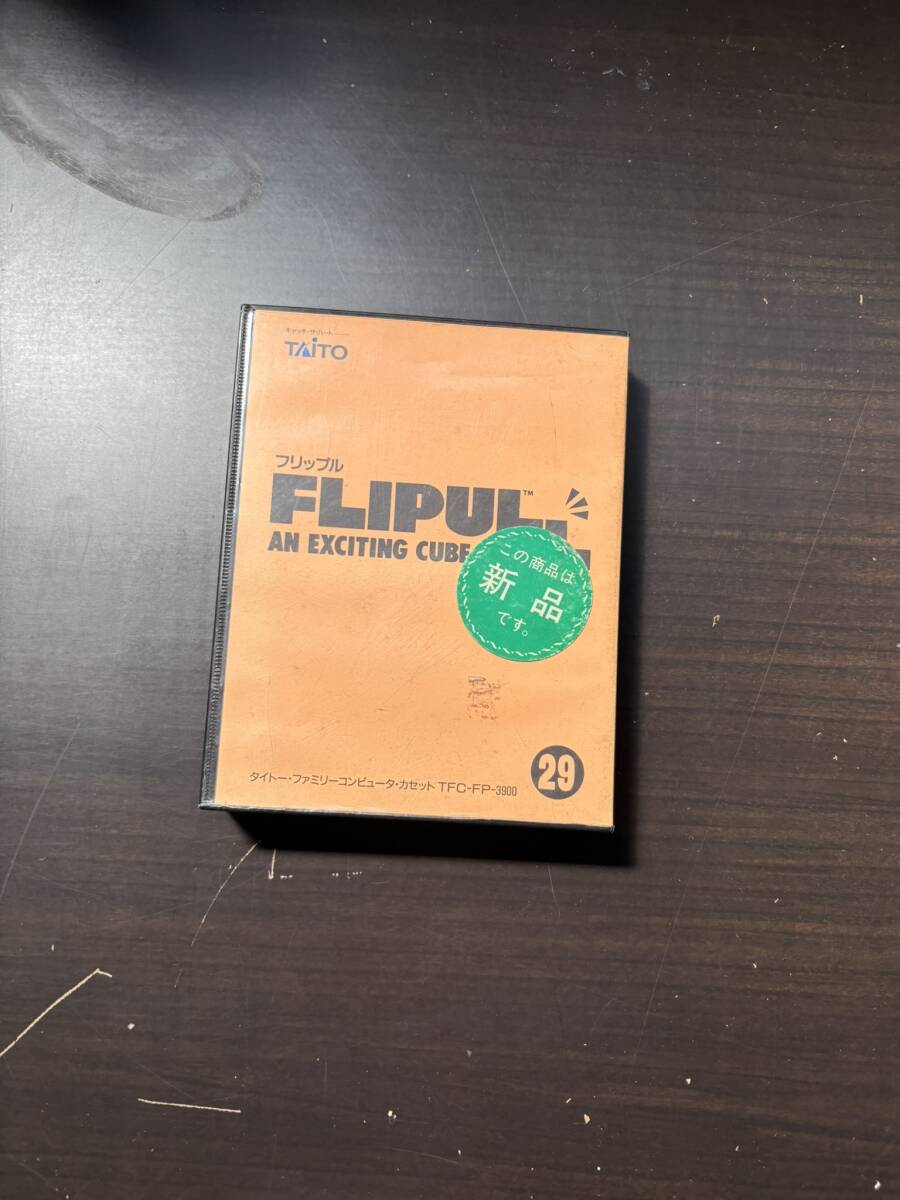 キャッチ・ザ・ハート
TAITO
フリップル
FLIPULL™
AN EXCITING CUBE
この商品は
新品
です。
タイトー・ファミリーコンピュータ・カセット TFC-FP-3900
29